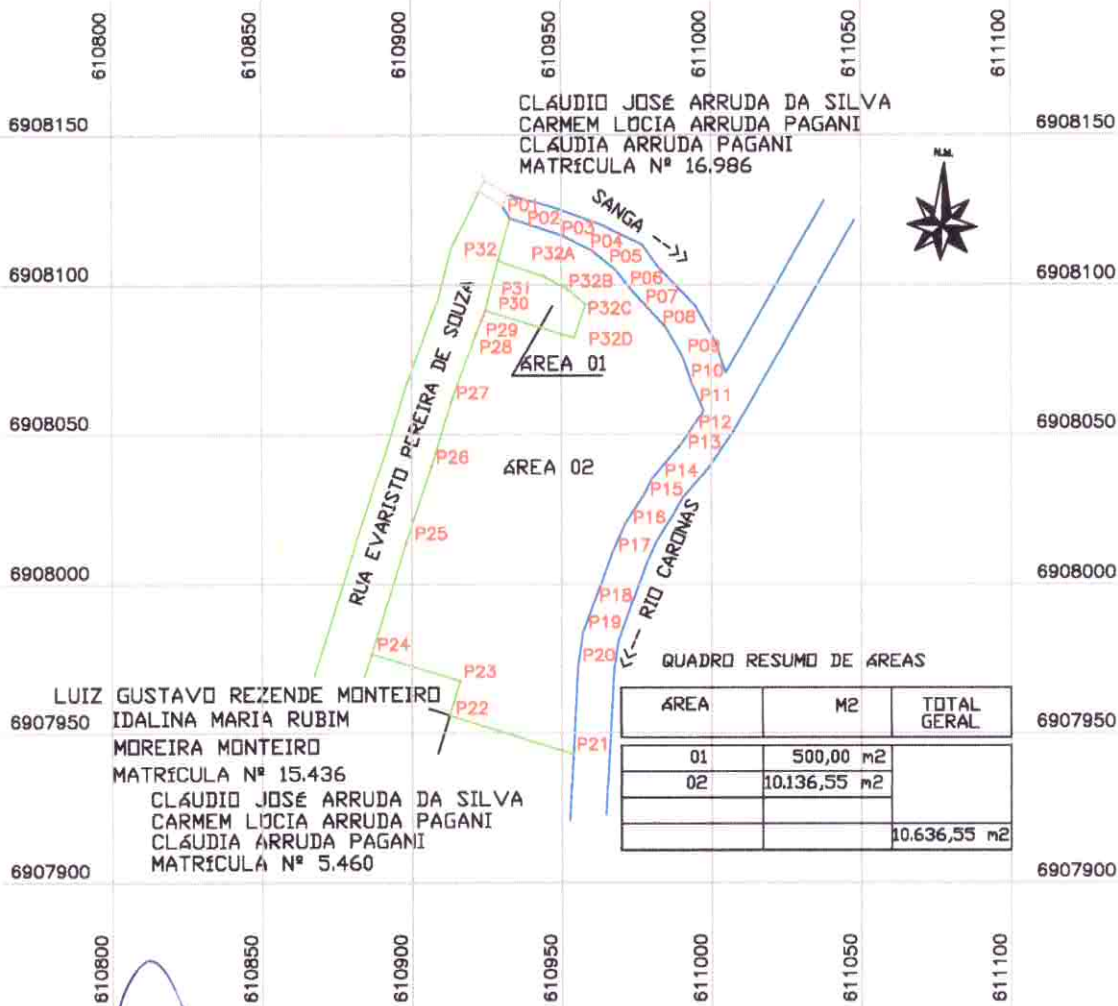 610800
610850
610900
610950
611000
611050
611100
CLÁUDIO JOSÉ ARRUDA DA SILVA
CARMEM LÚCIA ARRUDA PAGANI
CLÁUDIA ARRUDA PAGANI
MATRÍCULA Nº 16.986
6908150
6908150
N.M.
SANGA
P01
P02
P03
P04
P05
P06
P07
P08
P09
P10
P11
P12
P13
P14
P15
P16
P17
P18
P19
P20
P21
P22
P23
P24
P25
P26
P27
P28
P29
P30
P31
P32
P32A
P32B
P32C
P32D
6908100
6908100
ÁREA 01
RUA EVARISTO PEREIRA DE SOUZA
6908050
6908050
ÁREA 02
6908000
6908000
RIO CARONAS
LUIZ GUSTAVO REZENDE MONTEIRO
IDALINA MARIA RUBIM
MOREIRA MONTEIRO
MATRÍCULA Nº 15.436
CLÁUDIO JOSÉ ARRUDA DA SILVA
CARMEM LÚCIA ARRUDA PAGANI
CLÁUDIA ARRUDA PAGANI
MATRÍCULA Nº 5.460
6907950
6907950
QUADRO RESUMO DE ÁREAS
ÁREA M2 TOTAL GERAL
01 500,00 m2
02 10.136,55 m2
10.636,55 m2
6907900
6907900
610800
610850
610900
610950
611000
611050
611100